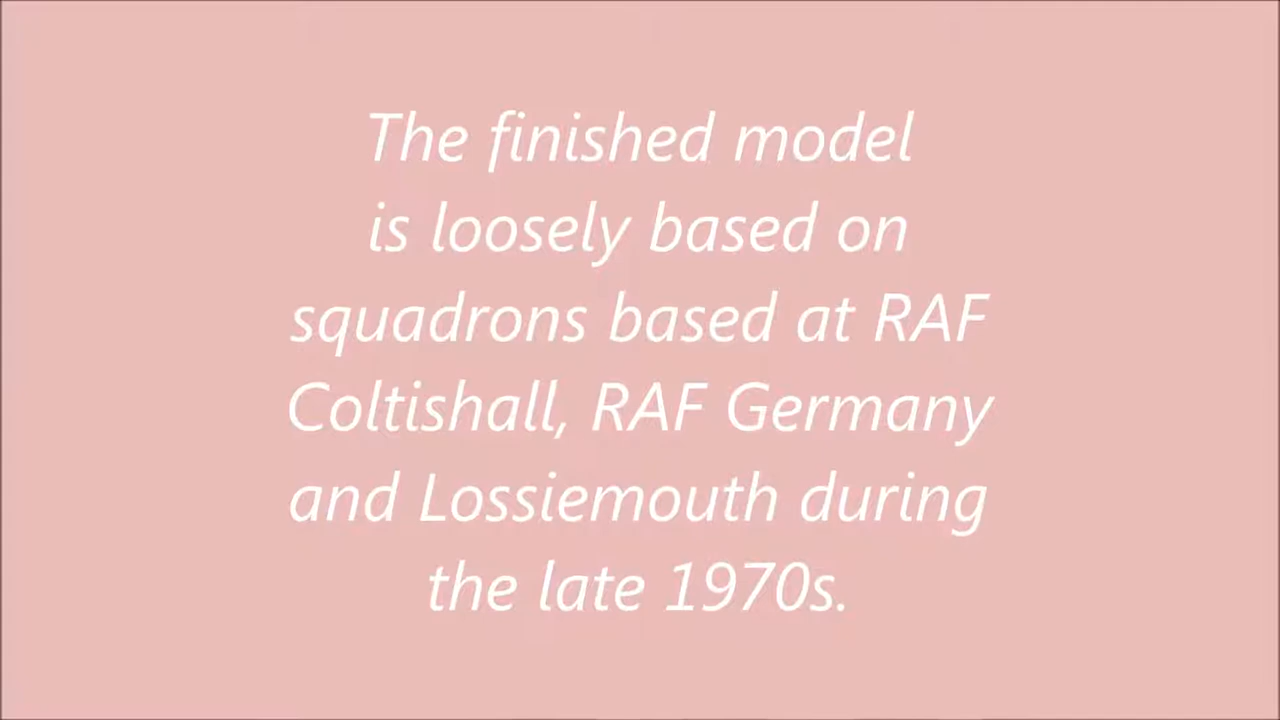 The finished model
is loosely based on
squadrons based at RAF
Coltishall, RAF Germany
and Lossiemouth during
the late 1970s.